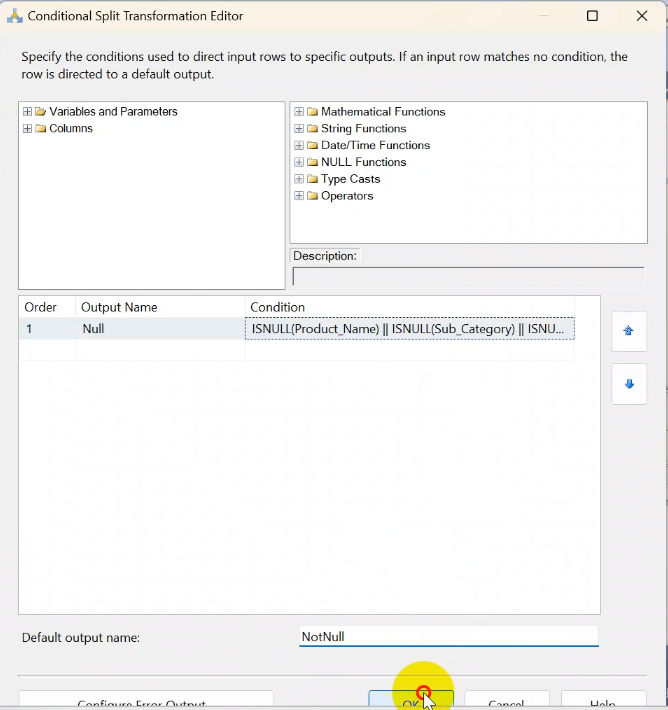 Conditional Split Transformation Editor
Specify the conditions used to direct input rows to specific outputs. If an input row matches no condition, the
row is directed to a default output.
Variables and Parameters
Columns
Mathematical Functions
String Functions
Date/Time Functions
NULL Functions
Type Casts
Operators
Description:
Order Output Name Condition
1 Null ISNULL(Product_Name) || ISNULL(Sub_Category) || ISNU...
Default output name: NotNull
Configure Error Output... OK Cancel Help